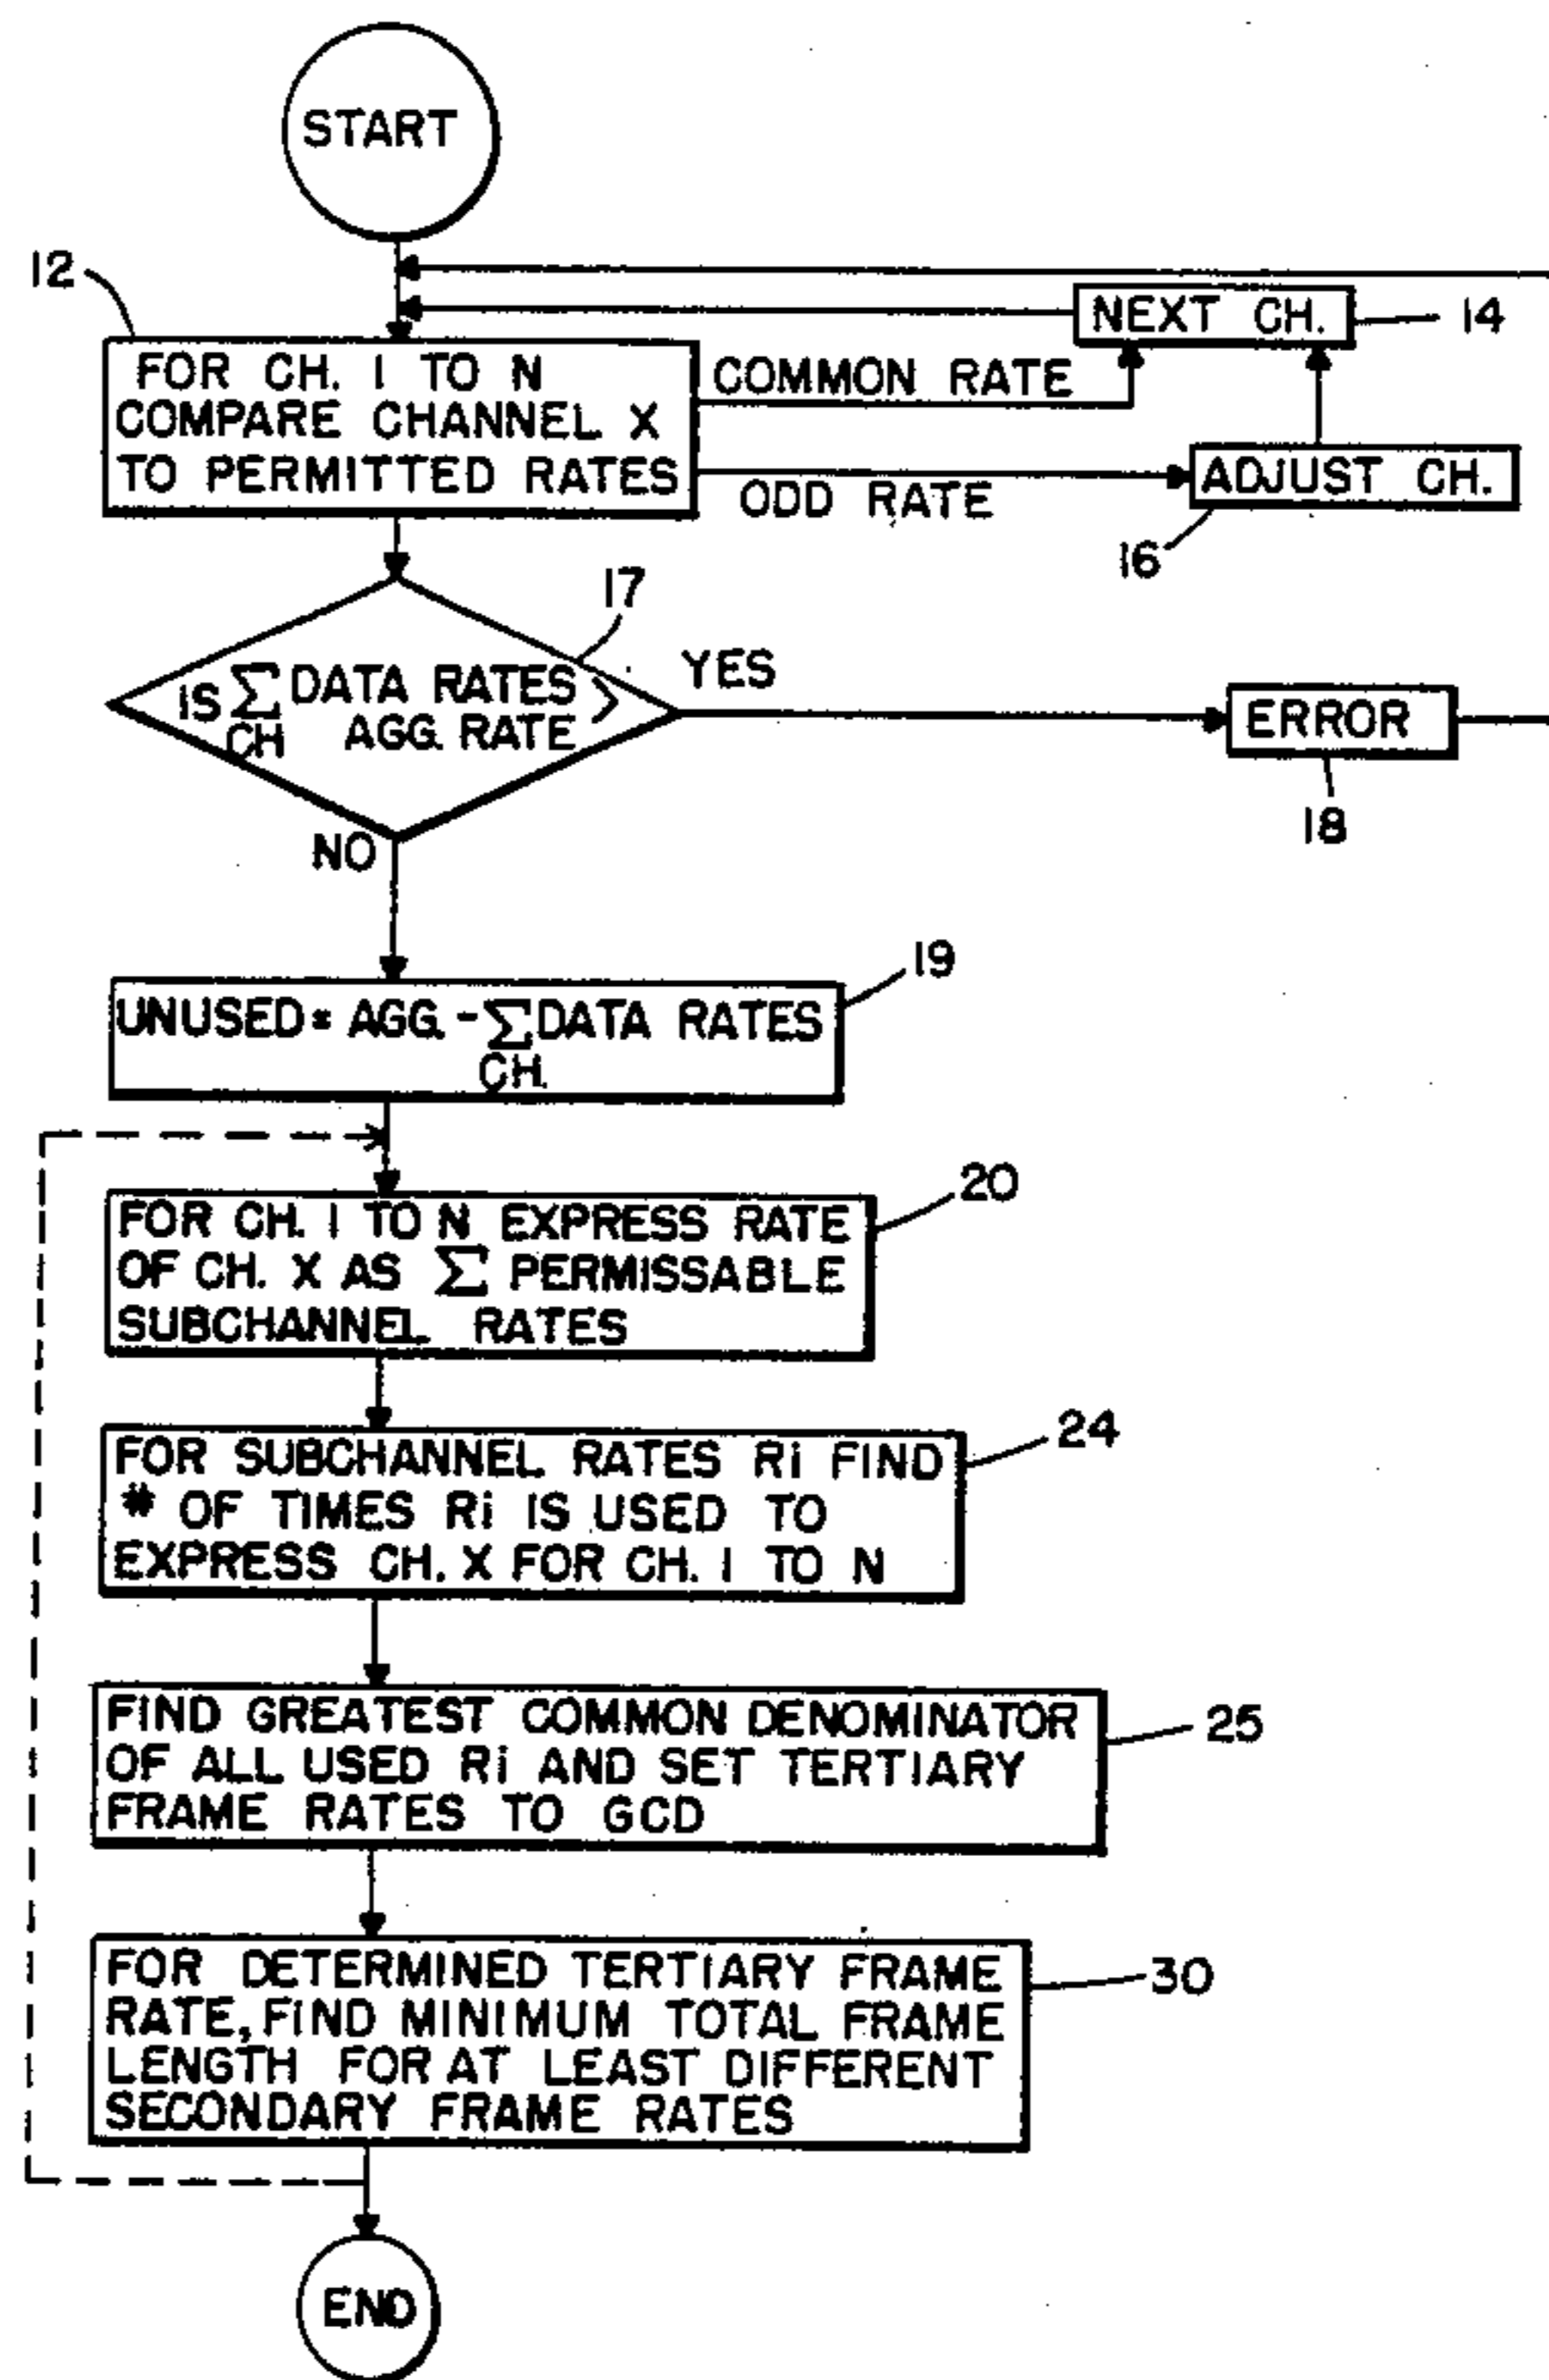 START
12
NEXT CH.
14
FOR CH. 1 TO N
COMPARE CHANNEL X
TO PERMITTED RATES
COMMON RATE
ODD RATE
ADJUST CH.
16
17
IS Σ DATA RATES >
CH AGG. RATE
YES
ERROR
18
NO
19
UNUSED = AGG. - Σ DATA RATES
CH.
20
FOR CH. 1 TO N EXPRESS RATE
OF CH. X AS Σ PERMISSABLE
SUBCHANNEL RATES
24
FOR SUBCHANNEL RATES Ri FIND
# OF TIMES Ri IS USED TO
EXPRESS CH. X FOR CH. 1 TO N
25
FIND GREATEST COMMON DENOMINATOR
OF ALL USED Ri AND SET TERTIARY
FRAME RATES TO GCD
30
FOR DETERMINED TERTIARY FRAME
RATE, FIND MINIMUM TOTAL FRAME
LENGTH FOR AT LEAST DIFFERENT
SECONDARY FRAME RATES
END